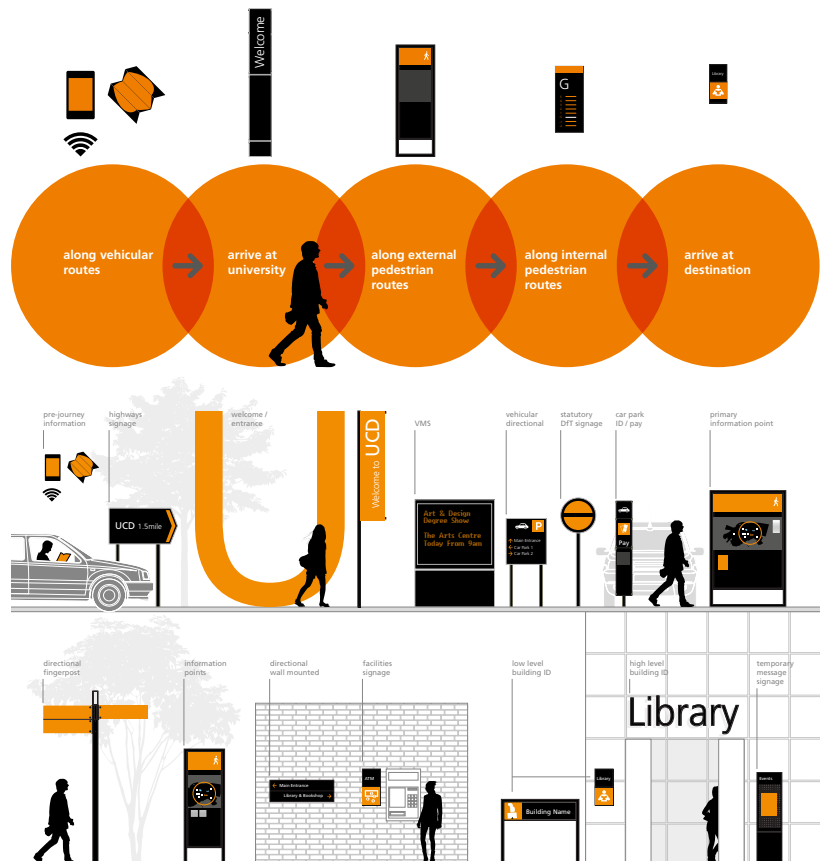 Welcome
G
Library
along vehicular
routes
arrive at
university
along external
pedestrian
routes
along internal
pedestrian
routes
arrive at
destination
pre-journey
information
highways
signage
welcome /
entrance
VMS
vehicular
directional
statutory
DfT signage
car park
ID / pay
primary
information point
UCD 1.5mile
Welcome to UCD
Art & Design
Degree Show
The Arts Centre
Today From 9am
P
← Main Entrance
← Car Park 1
→ Car Park 2
Pay
directional
fingerpost
information
points
directional
wall mounted
facilities
signage
low level
building ID
high level
building ID
temporary
message
signage
Library
← Main Entrance
Library & Bookshop →
ATM
Building Name
Library
Events